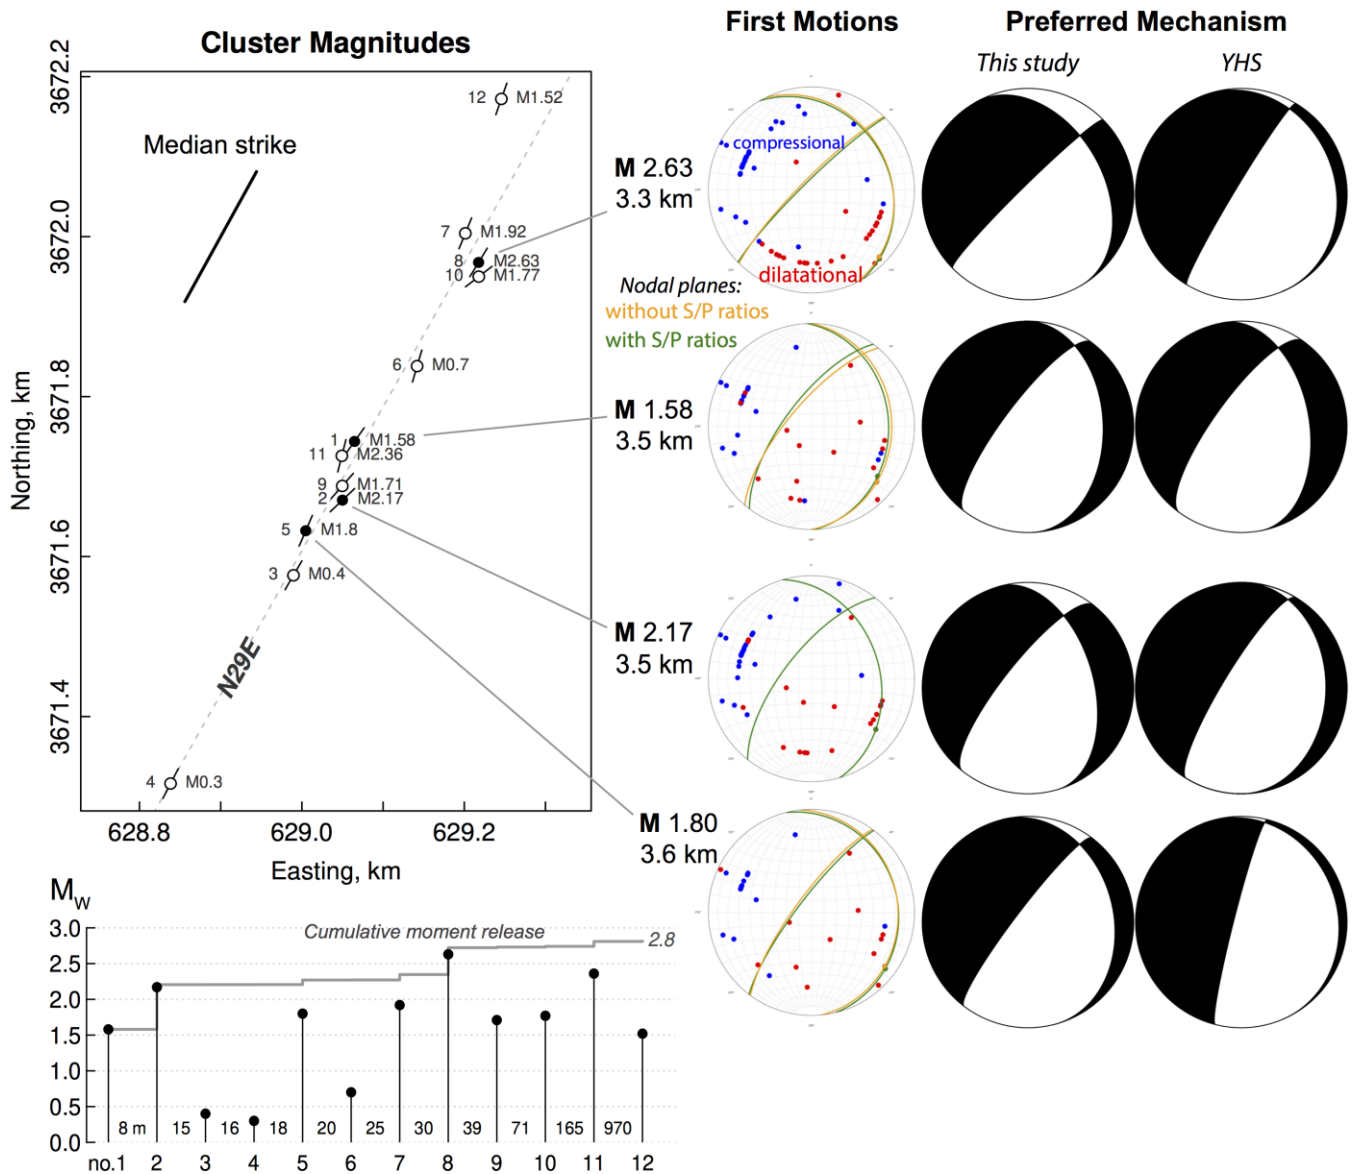 First Motions
Preferred Mechanism
This study
YHS
Cluster Magnitudes
3672.2
3672.0
3671.8
3671.6
3671.4
Northing, km
Median strike
12 M1.52
7 M1.92
8 M2.63
10 M1.77
6 M0.7
1 M1.58
11 M2.36
9 M1.71
2 M2.17
5 M1.8
3 M0.4
N29E
4 M0.3
628.8 629.0 629.2
Easting, km
M 2.63
3.3 km
compressional
dilatational
Nodal planes:
without S/P ratios
with S/P ratios
M 1.58
3.5 km
M 2.17
3.5 km
M 1.80
3.6 km
Mw
3.0
2.5
2.0
1.5
1.0
0.5
0.0
Cumulative moment release
2.8
8 m 15 16 18 20 25 30 39 71 165 970
no.1 2 3 4 5 6 7 8 9 10 11 12